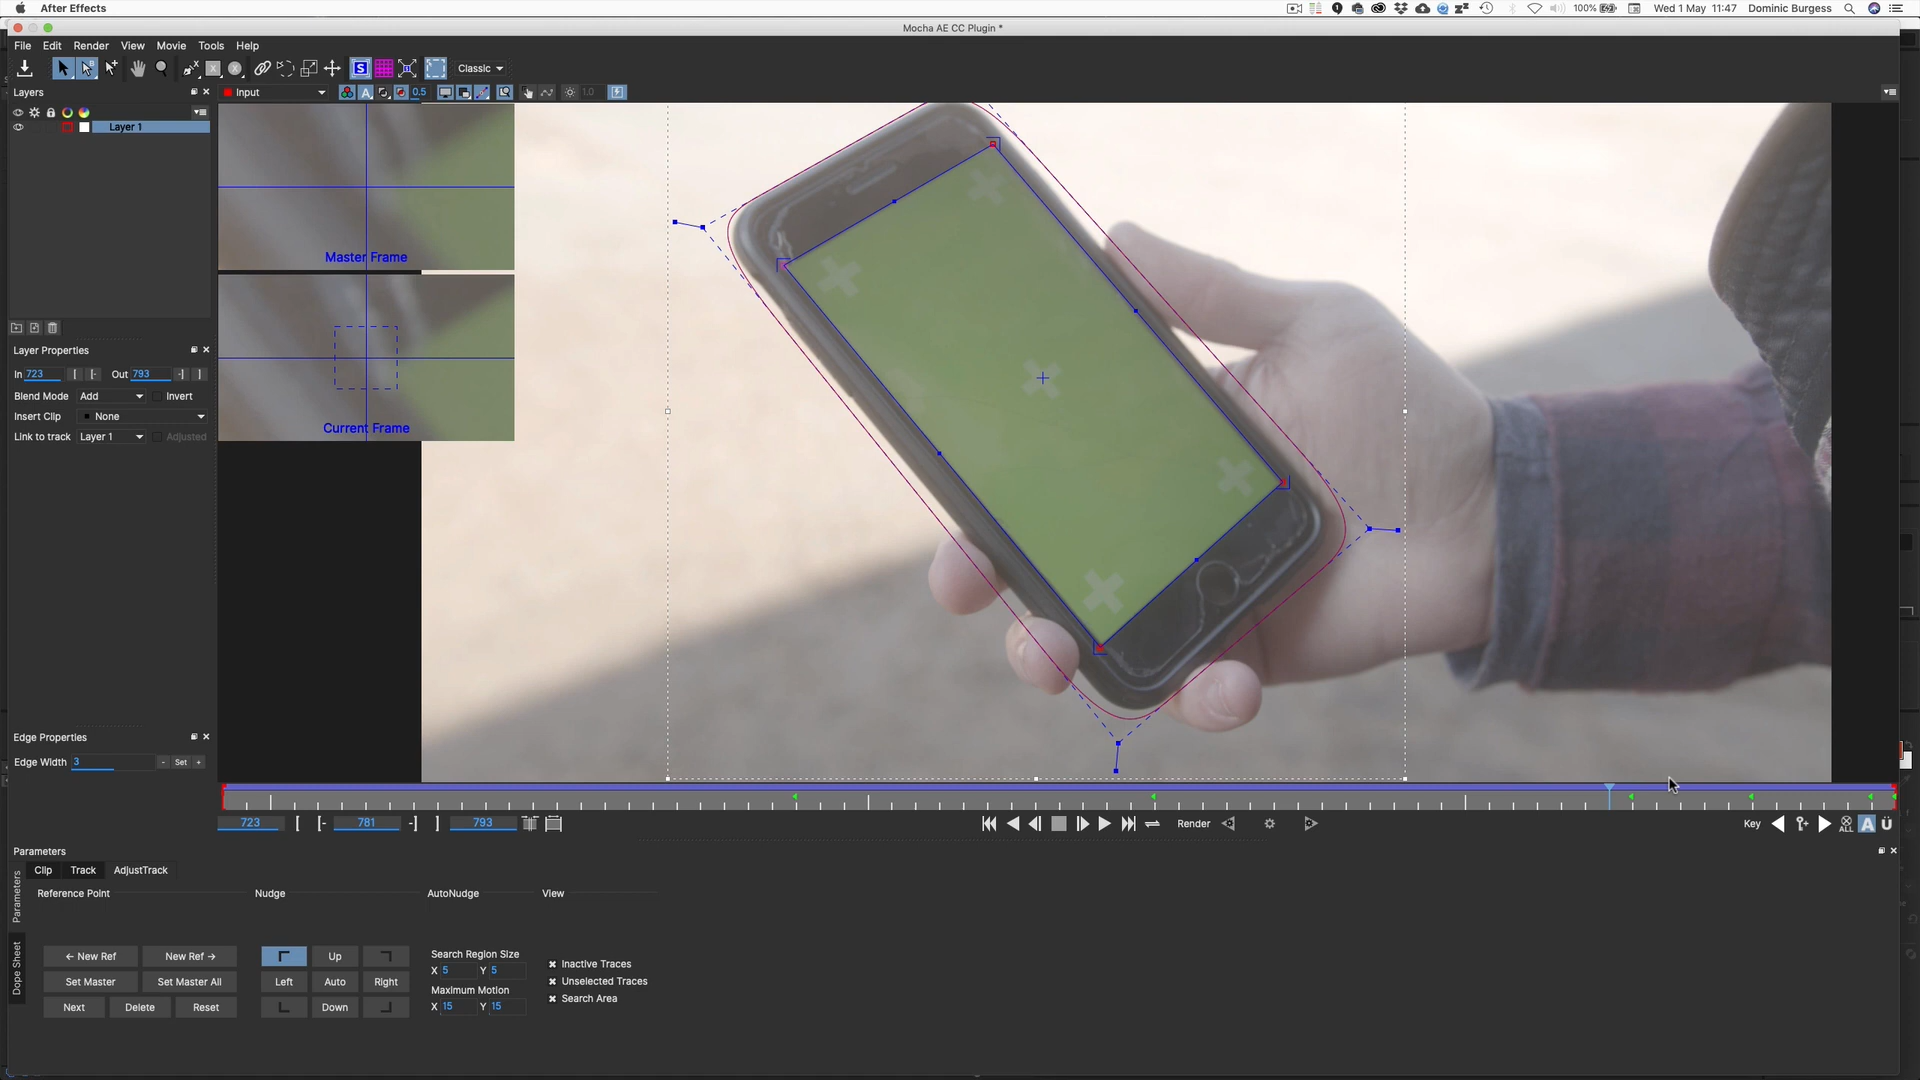 After Effects
100%
Wed 1 May 11:47
Dominic Burgess
Mocha AE CC Plugin *
File Edit Render View Movie Tools Help
Classic
Layers
Input
0.5
1.0
Layer 1
Master Frame
Current Frame
Layer Properties
In 723 Out 793
Blend Mode Add Invert
Insert Clip None
Link to track Layer 1 Adjusted
Edge Properties
Edge Width 3 - Set +
723 781 793
Render
Key
ALL
Parameters
Clip Track AdjustTrack
Parameters
Dope Sheet
Reference Point Nudge AutoNudge View
← New Ref New Ref → Up
Set Master Set Master All Left Auto Right
Next Delete Reset Down
Search Region Size
X 5 Y 5
Maximum Motion
X 15 Y 15
Inactive Traces
Unselected Traces
Search Area